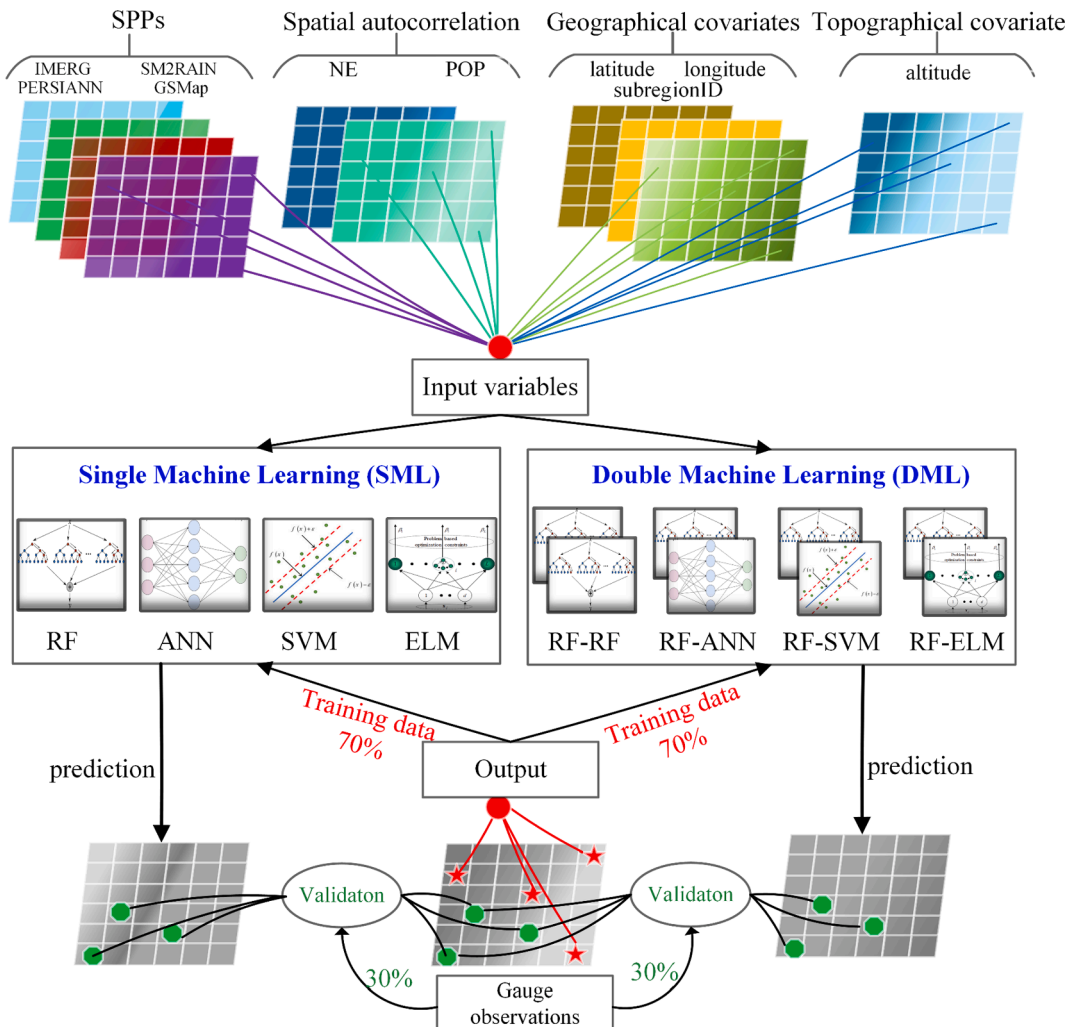 SPPs
Spatial autocorrelation
Geographical covariates
Topographical covariate
IMERG
SM2RAIN
PERSIANN
GSMap
NE
POP
latitude
longitude
subregionID
altitude
Input variables
Single Machine Learning (SML)
Double Machine Learning (DML)
RF
ANN
SVM
ELM
RF-RF
RF-ANN
RF-SVM
RF-ELM
Training data
70%
Training data
70%
Output
prediction
prediction
Validaton
Validaton
30%
30%
Gauge
observations